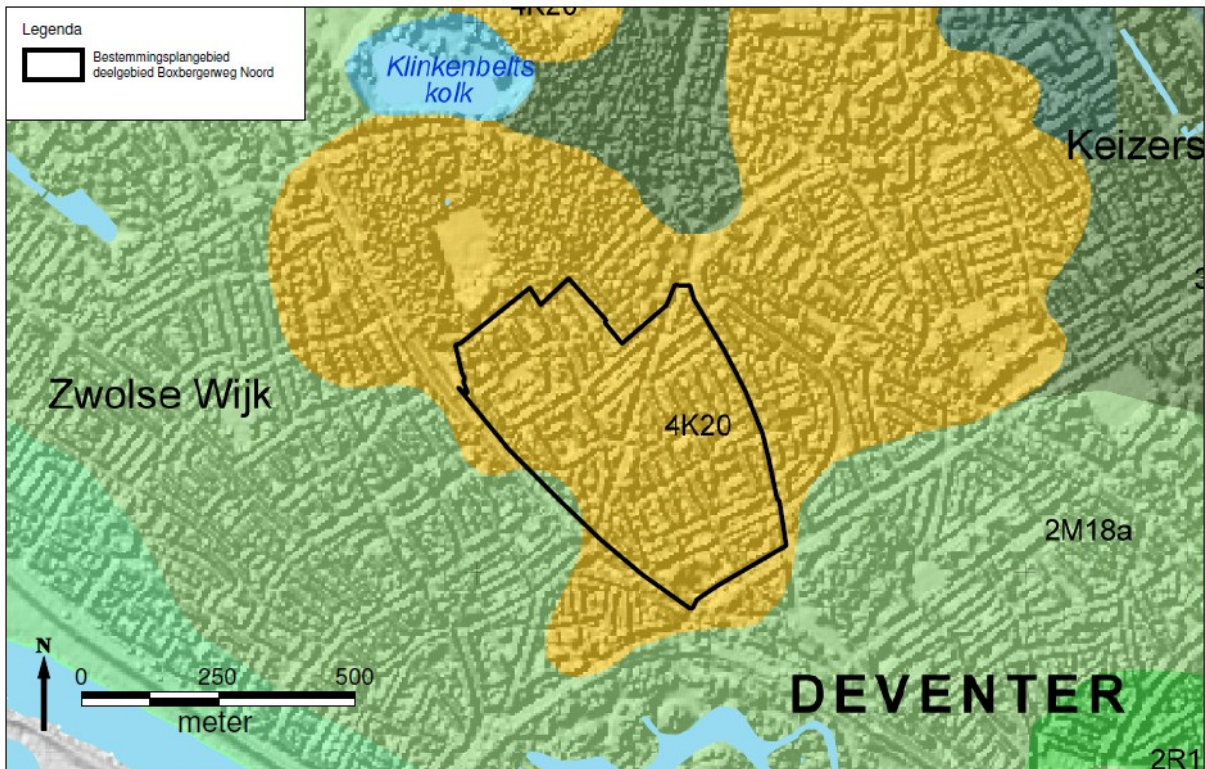 Legenda
Bestemmingsplangebied
deelgebied Boxbergerweg Noord
4K20
Klinkenbelts
kolk
Keizers
3
Zwolse Wijk
4K20
2M18a
N
0 250 500
meter
DEVENTER
2R1